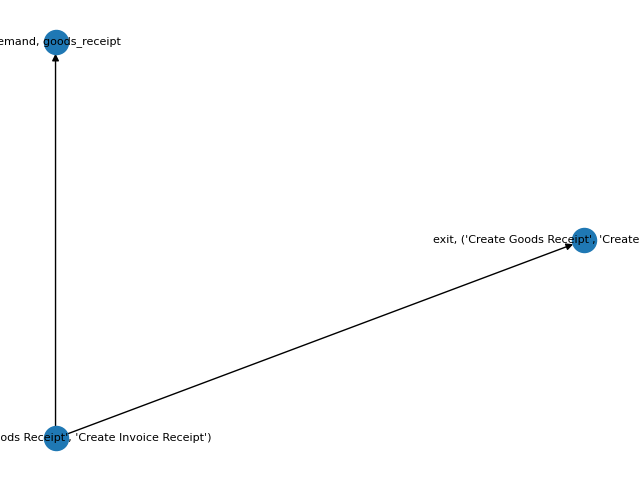 emand, goods_receipt
exit, ('Create Goods Receipt', 'Create
ods Receipt', 'Create Invoice Receipt')